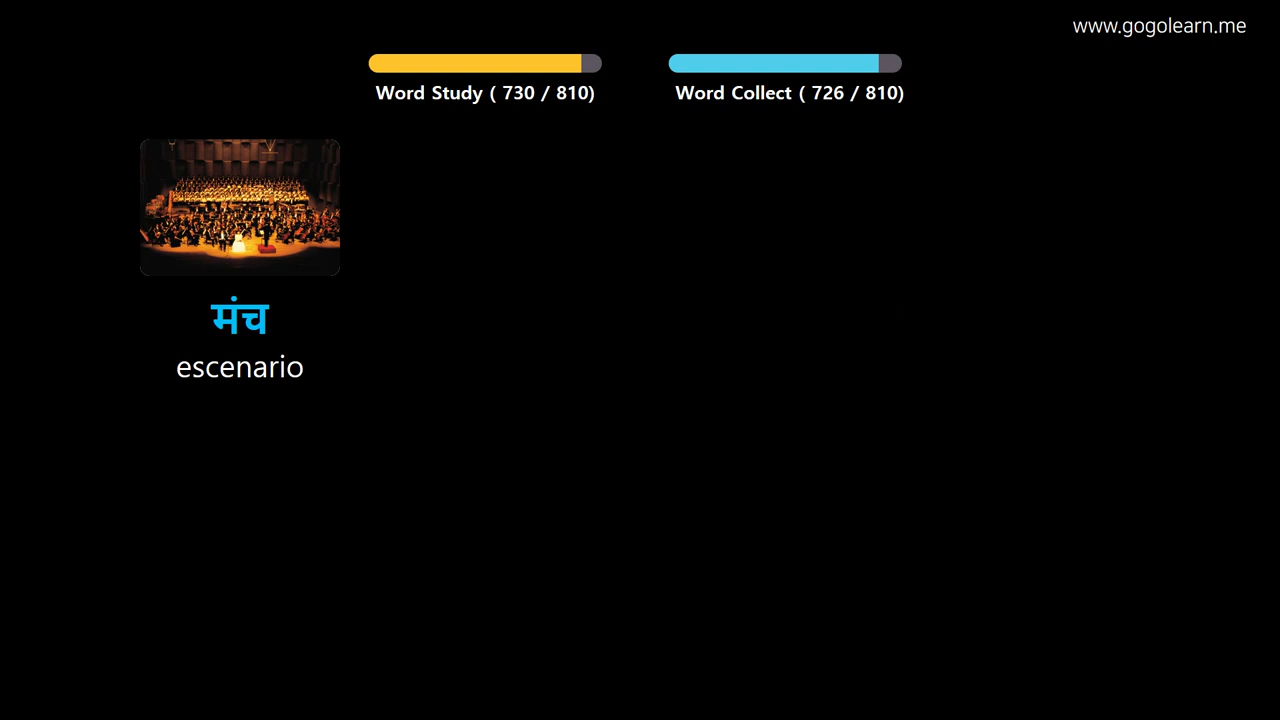 www.gogolearn.me
Word Study ( 730 / 810)
Word Collect ( 726 / 810)
मंच
escenario